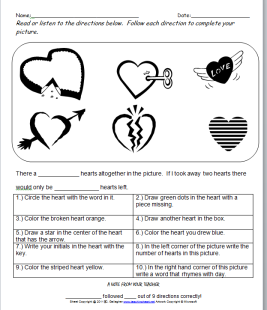 Name: Date:
Read or listen to the directions below. Follow each direction to complete your picture.
LOVE
There a ______________ hearts altogether in the picture. If I took away two hearts there
would only be ______________ hearts left.
1.) Circle the heart with the word in it.
2.) Draw green dots in the heart with a piece missing.
3.) Color the broken heart orange.
4.) Draw another heart in the box.
5.) Draw a star in the center of the heart that has the arrow.
6.) Color the heart you drew blue.
7.) Write your initials in the heart with the key.
8.) In the left corner of the picture write the number of hearts in this picture.
9.) Color the striped heart yellow.
10.) In the right hand corner of this picture write a word that rhymes with day.
A NOTE FROM YOUR TEACHER
______________ followed ____ out of 9 directions correctly!